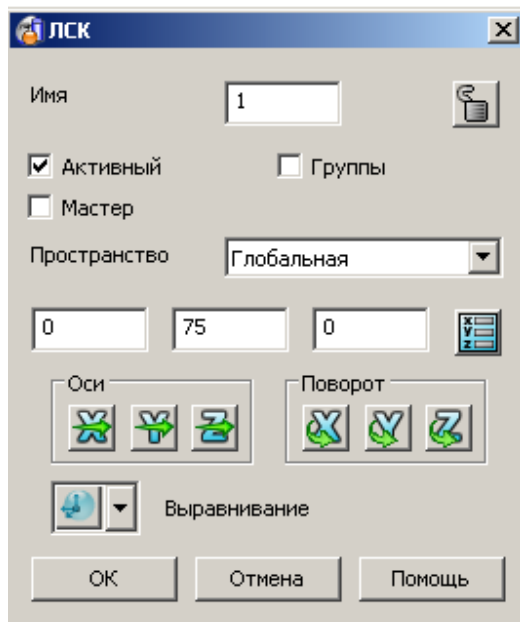 ЛСК
Имя 1
Активный Группы
Мастер
Пространство Глобальная
0 75 0
Оси Поворот
X Y Z X Y Z
Выравнивание
ОК Отмена Помощь